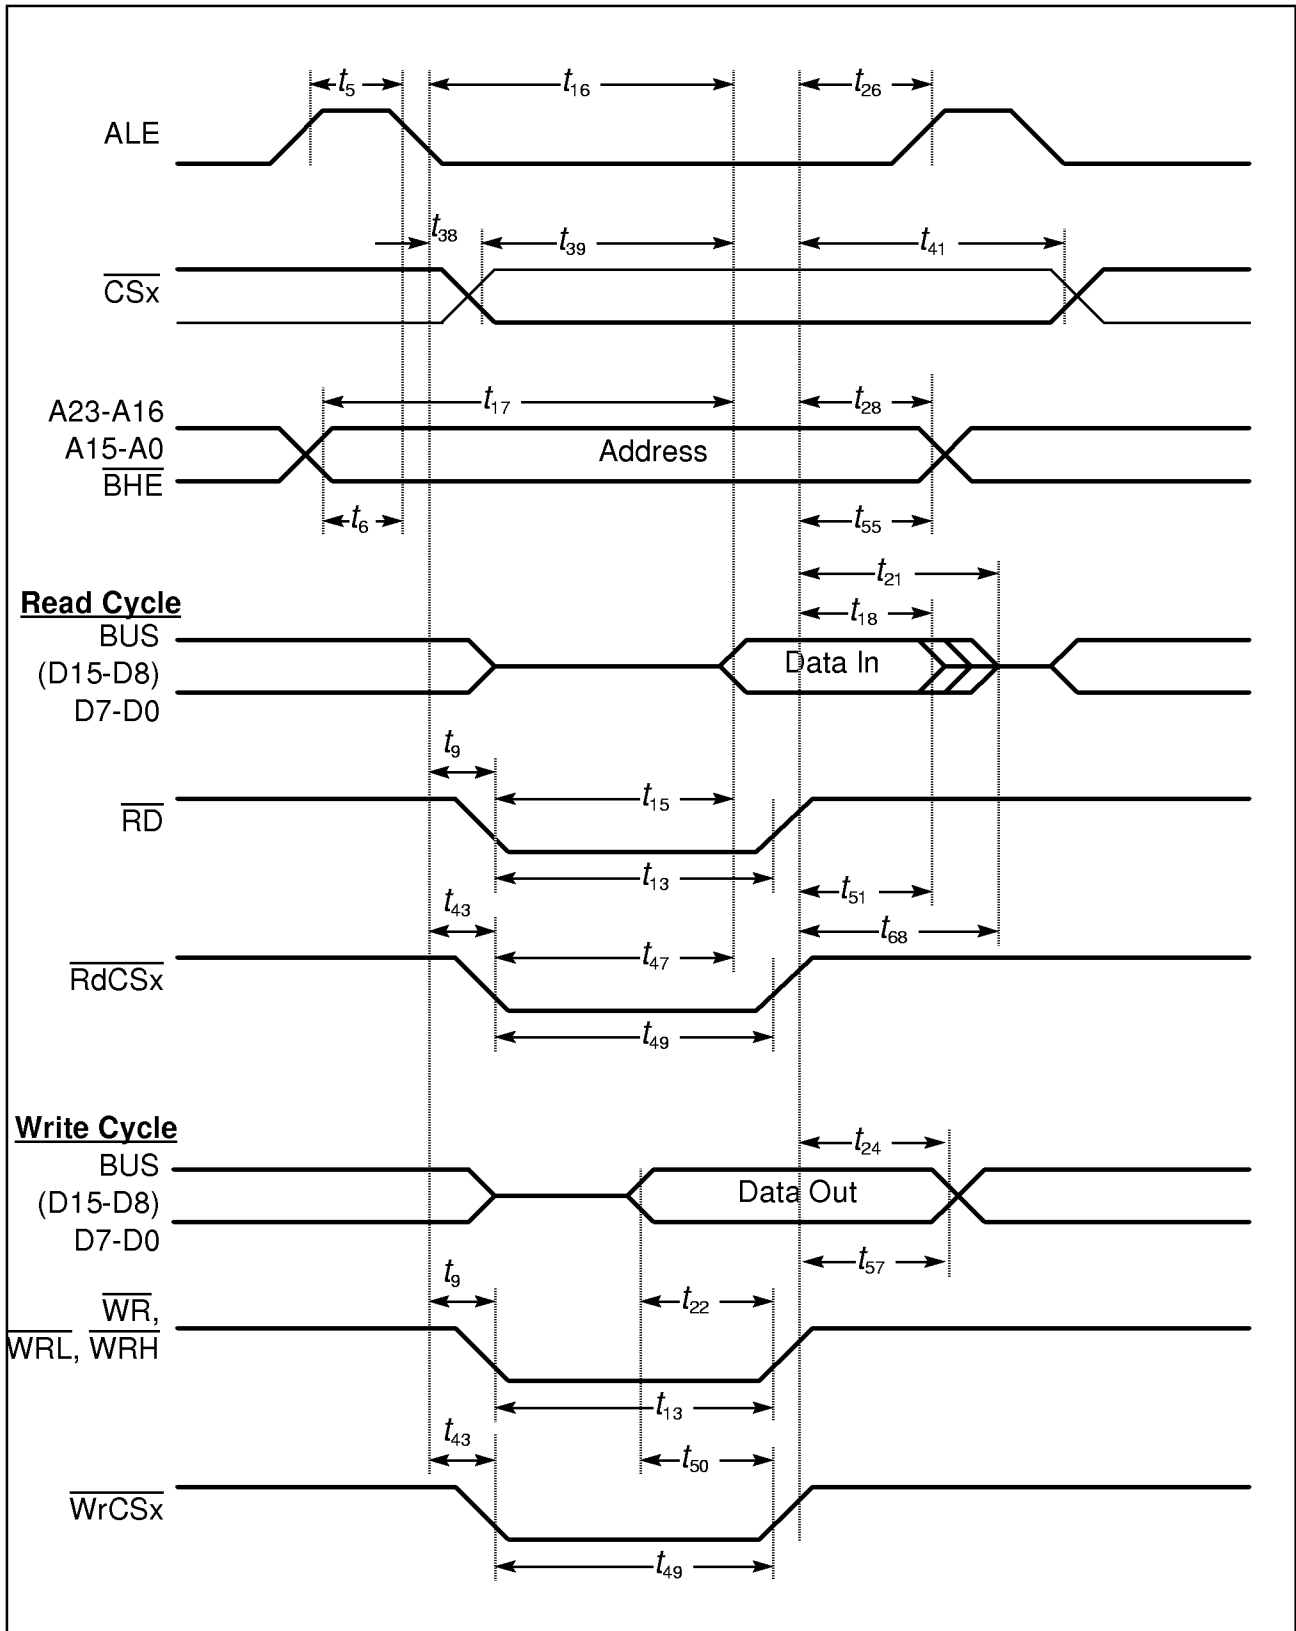 t5 t16 t26
ALE
t38 t39 t41
CSx
t17 t28
A23-A16
A15-A0 Address
BHE
t6 t55
t21
Read Cycle t18
BUS
(D15-D8) Data In
D7-D0
t9
t15
RD
t13 t51
t43 t68
t47
RdCSx
t49
Write Cycle t24
BUS
(D15-D8) Data Out
D7-D0
t57
t9 t22
WR,
WRL, WRH
t13
t43 t50
WrCSx
t49